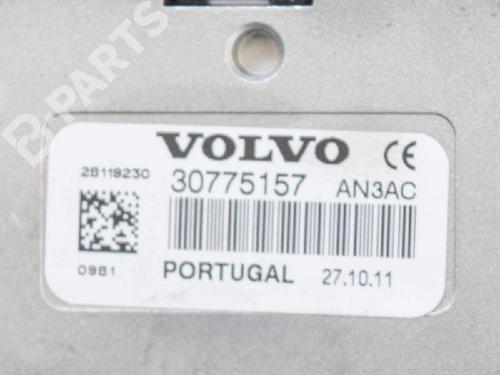 B-PARTS
VOLVO CE
28119230 30775157 AN3AC
0981 PORTUGAL 27.10.11